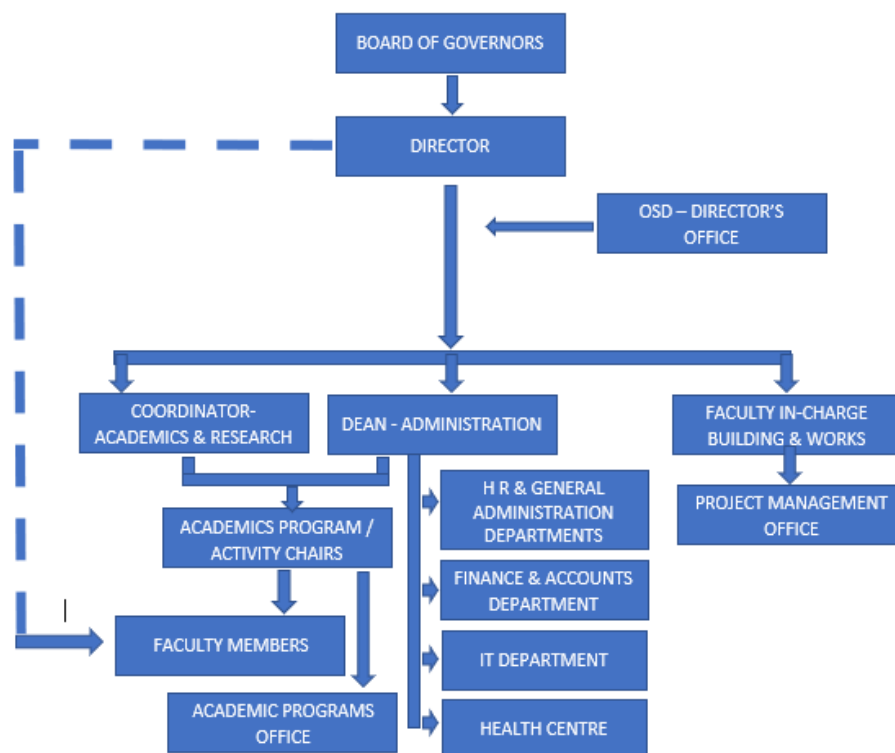 BOARD OF GOVERNORS
DIRECTOR
OSD – DIRECTOR'S
OFFICE
COORDINATOR-
ACADEMICS & RESEARCH
DEAN - ADMINISTRATION
FACULTY IN-CHARGE
BUILDING & WORKS
H R & GENERAL
ADMINISTRATION
DEPARTMENTS
PROJECT MANAGEMENT
OFFICE
ACADEMICS PROGRAM /
ACTIVITY CHAIRS
FINANCE & ACCOUNTS
DEPARTMENT
FACULTY MEMBERS
IT DEPARTMENT
ACADEMIC PROGRAMS
OFFICE
HEALTH CENTRE